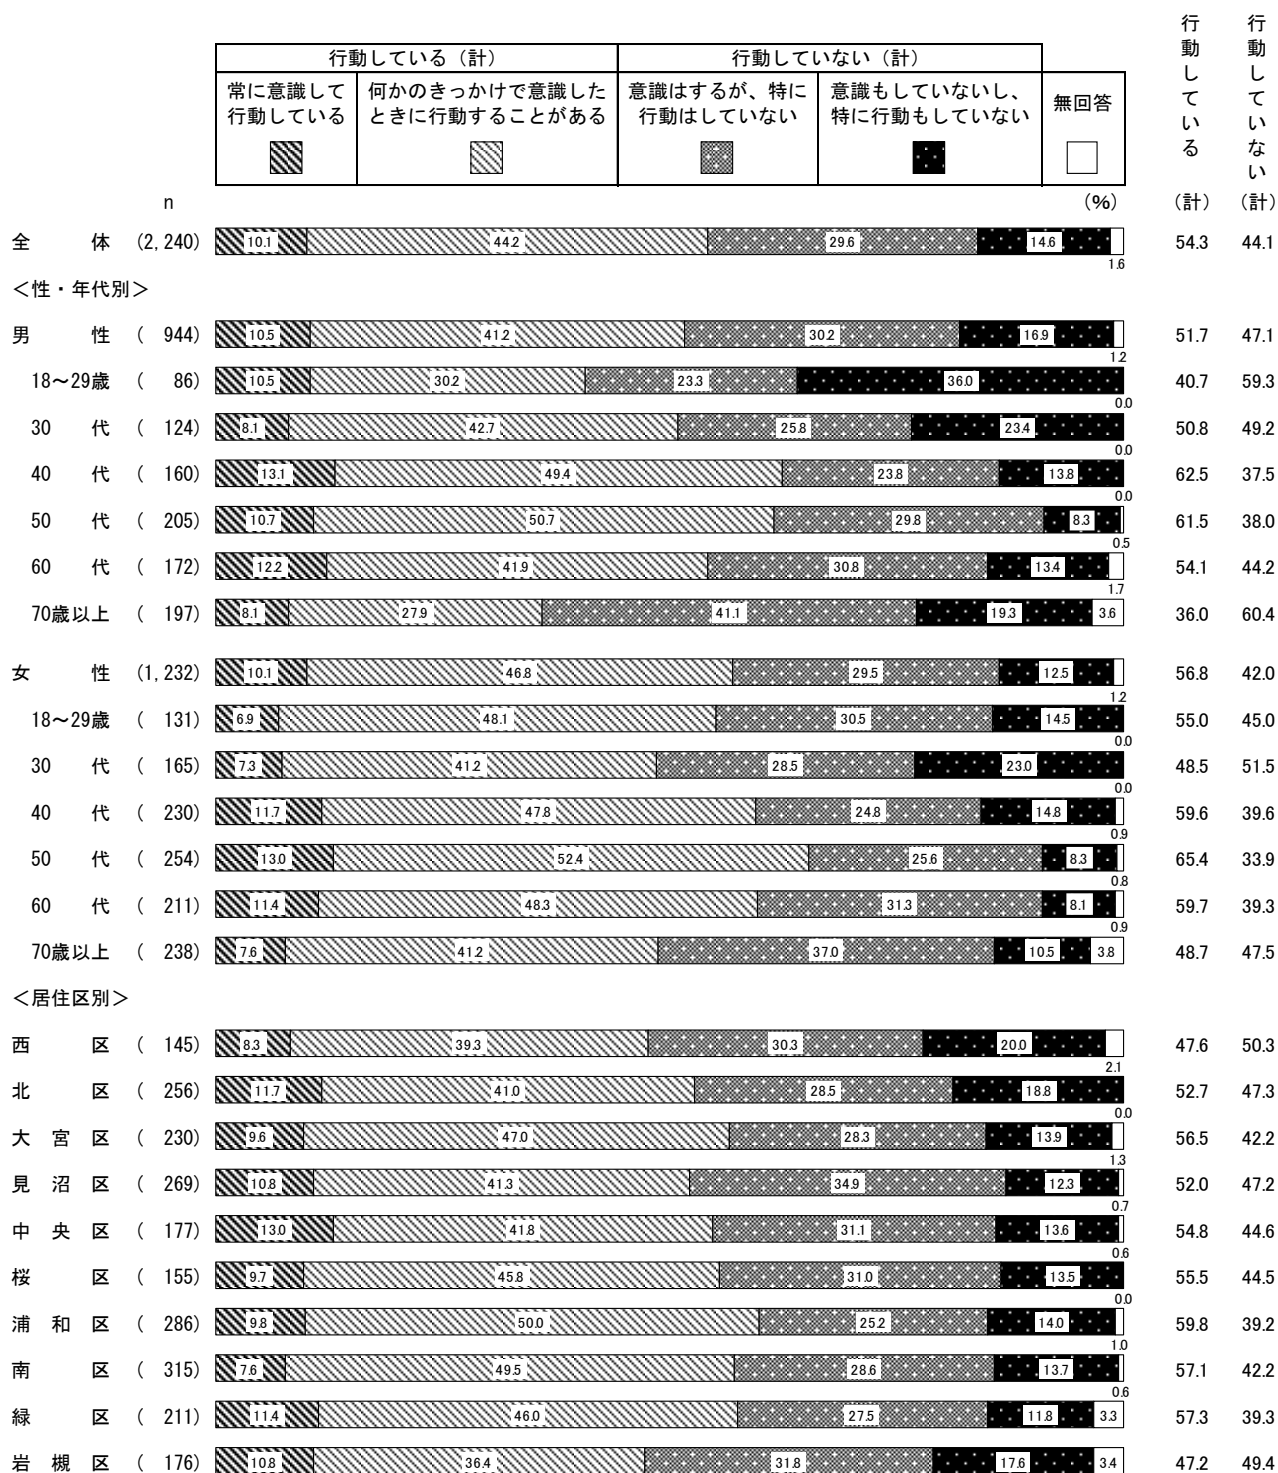 行動している
行動していない
行動している（計） 行動していない（計）
常に意識して行動している 何かのきっかけで意識したときに行動することがある 意識はするが、特に行動はしていない 意識もしていないし、特に行動もしていない 無回答
n （％） （計） （計）
全体 (2,240) 10.1 44.2 29.6 14.6 1.6 54.3 44.1
＜性・年代別＞
男性 ( 944) 10.5 41.2 30.2 16.9 1.2 51.7 47.1
18～29歳 ( 86) 10.5 30.2 23.3 36.0 0.0 40.7 59.3
30代 ( 124) 8.1 42.7 25.8 23.4 0.0 50.8 49.2
40代 ( 160) 13.1 49.4 23.8 13.8 0.0 62.5 37.5
50代 ( 205) 10.7 50.7 29.8 8.3 0.5 61.5 38.0
60代 ( 172) 12.2 41.9 30.8 13.4 1.7 54.1 44.2
70歳以上 ( 197) 8.1 27.9 41.1 19.3 3.6 36.0 60.4
女性 (1,232) 10.1 46.8 29.5 12.5 1.2 56.8 42.0
18～29歳 ( 131) 6.9 48.1 30.5 14.5 0.0 55.0 45.0
30代 ( 165) 7.3 41.2 28.5 23.0 0.0 48.5 51.5
40代 ( 230) 11.7 47.8 24.8 14.8 0.9 59.6 39.6
50代 ( 254) 13.0 52.4 25.6 8.3 0.8 65.4 33.9
60代 ( 211) 11.4 48.3 31.3 8.1 0.9 59.7 39.3
70歳以上 ( 238) 7.6 41.2 37.0 10.5 3.8 48.7 47.5
＜居住区別＞
西区 ( 145) 8.3 39.3 30.3 20.0 2.1 47.6 50.3
北区 ( 256) 11.7 41.0 28.5 18.8 0.0 52.7 47.3
大宮区 ( 230) 9.6 47.0 28.3 13.9 1.3 56.5 42.2
見沼区 ( 269) 10.8 41.3 34.9 12.3 0.7 52.0 47.2
中央区 ( 177) 13.0 41.8 31.1 13.6 0.6 54.8 44.6
桜区 ( 155) 9.7 45.8 31.0 13.5 0.0 55.5 44.5
浦和区 ( 286) 9.8 50.0 25.2 14.0 1.0 59.8 39.2
南区 ( 315) 7.6 49.5 28.6 13.7 0.6 57.1 42.2
緑区 ( 211) 11.4 46.0 27.5 11.8 3.3 57.3 39.3
岩槻区 ( 176) 10.8 36.4 31.8 17.6 3.4 47.2 49.4